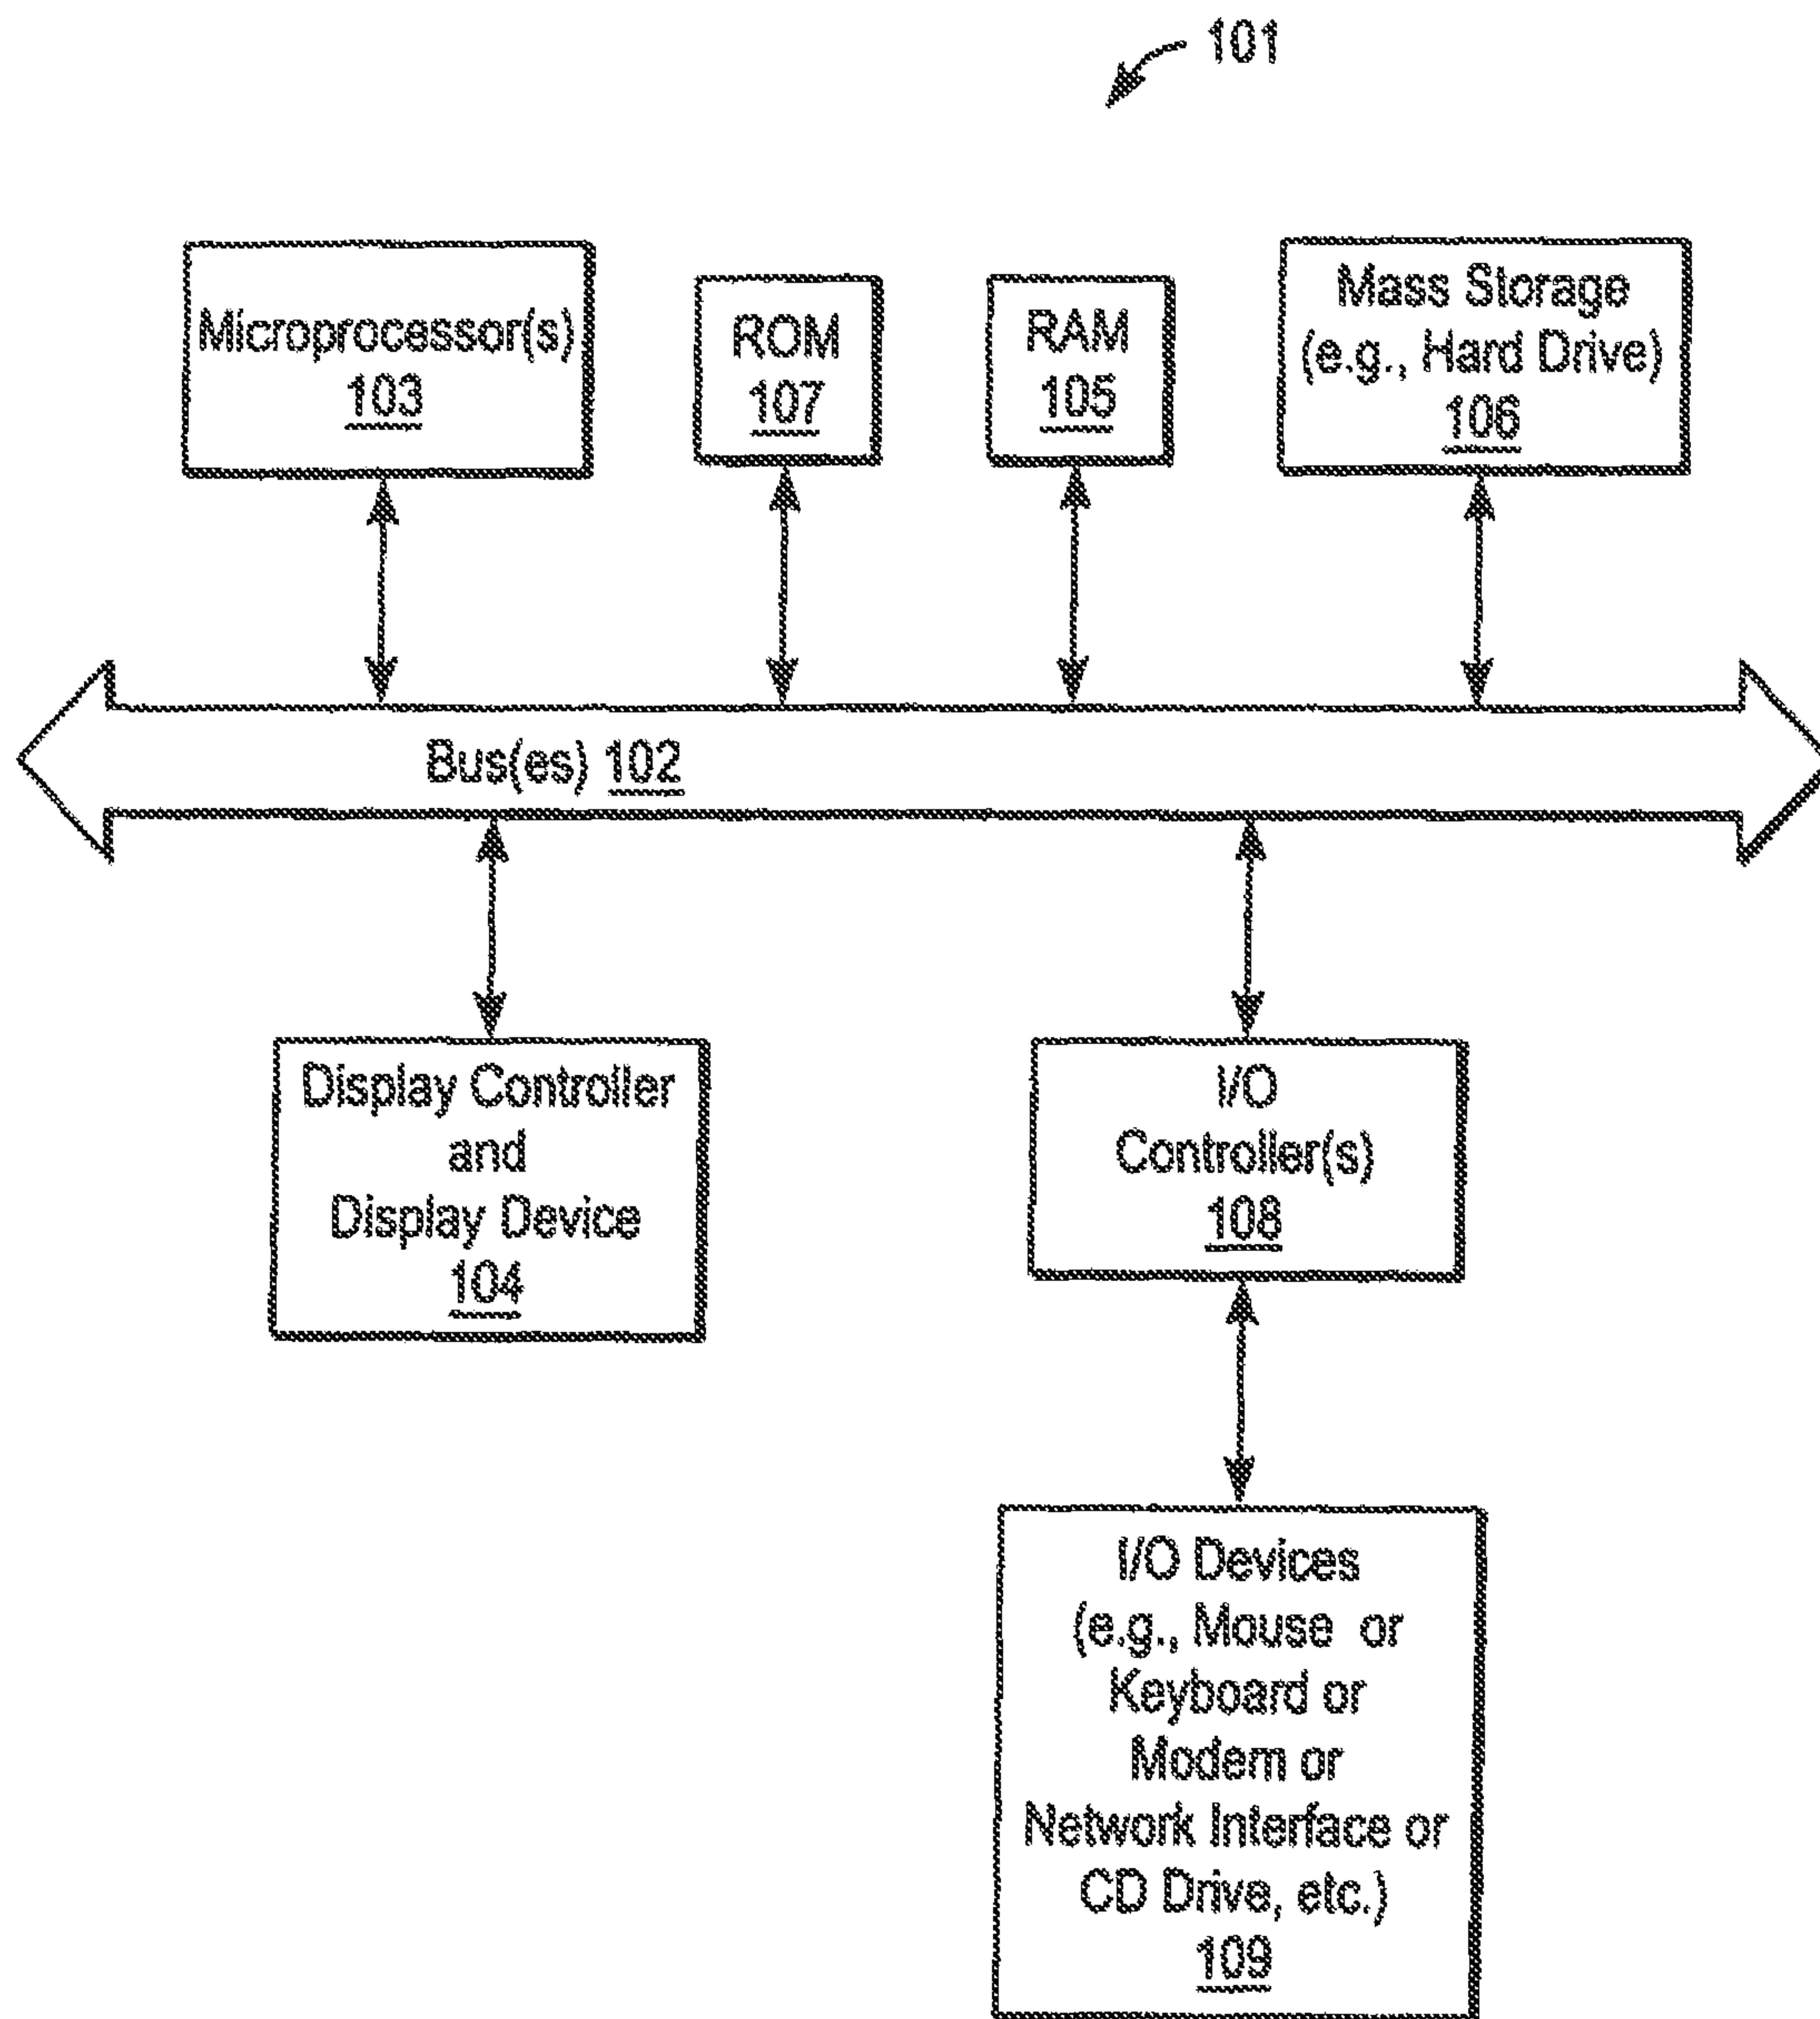 101
Microprocessor(s)
103
ROM
107
RAM
105
Mass Storage
(e.g., Hard Drive)
106
Bus(es) 102
Display Controller
and
Display Device
104
I/O
Controller(s)
108
I/O Devices
(e.g., Mouse or
Keyboard or
Modem or
Network Interface or
CD Drive, etc.)
109